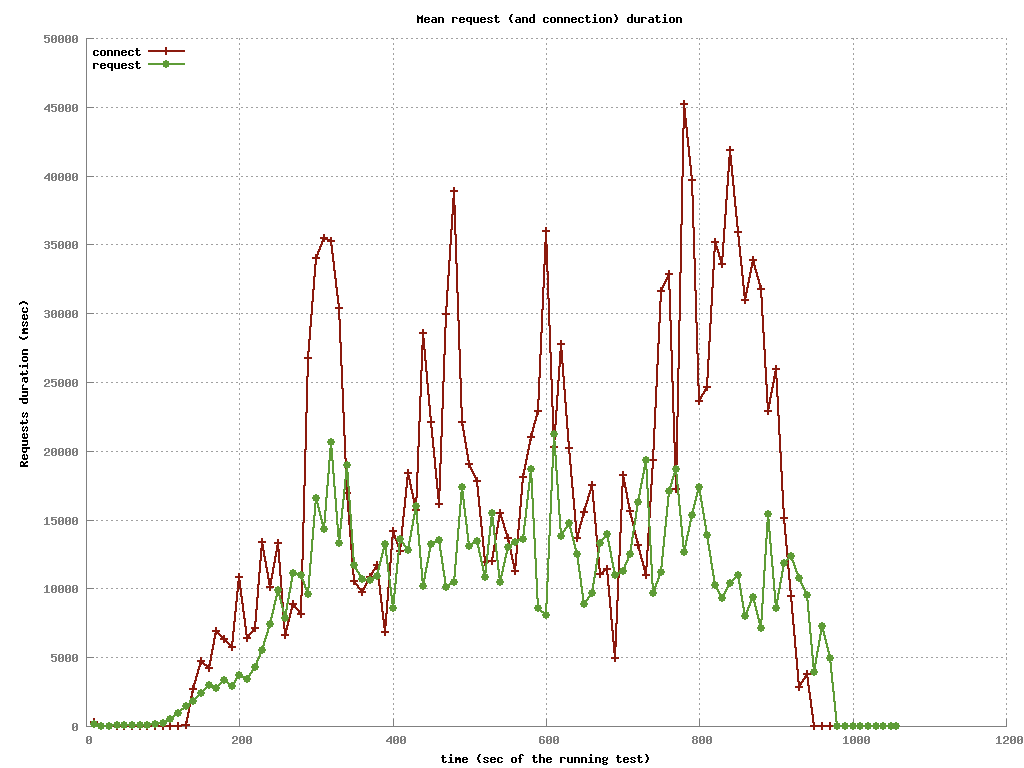 Mean request (and connection) duration
50000
connect
request
45000
40000
35000
30000
25000
20000
15000
10000
5000
0
Requests duration (msec)
0 200 400 600 800 1000 1200
time (sec of the running test)